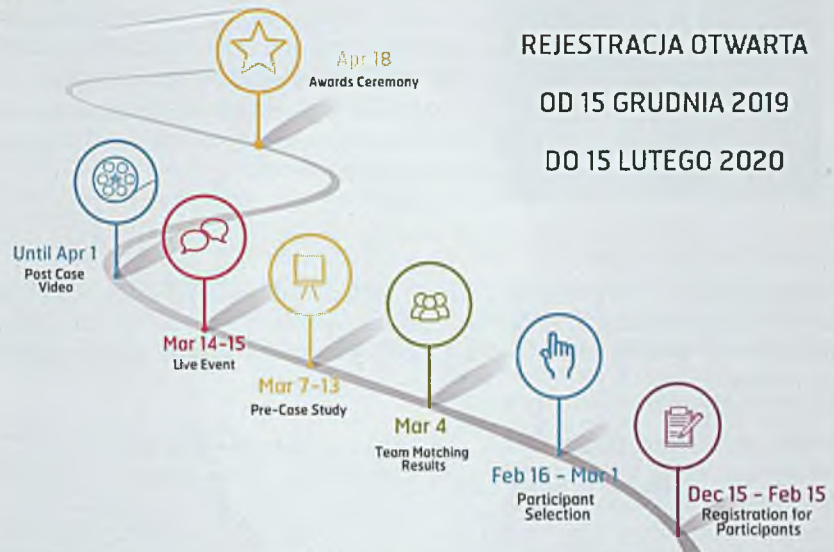 REJESTRACJA OTWARTA
OD 15 GRUDNIA 2019
DO 15 LUTEGO 2020
Apr 18
Awards Ceremony
Until Apr 1
Post Case
Video
Mar 14-15
Live Event
Mar 7-13
Pre-Case Study
Mar 4
Team Matching
Results
Feb 16 - Mar 1
Participant
Selection
Dec 15 - Feb 15
Registration for
Participants